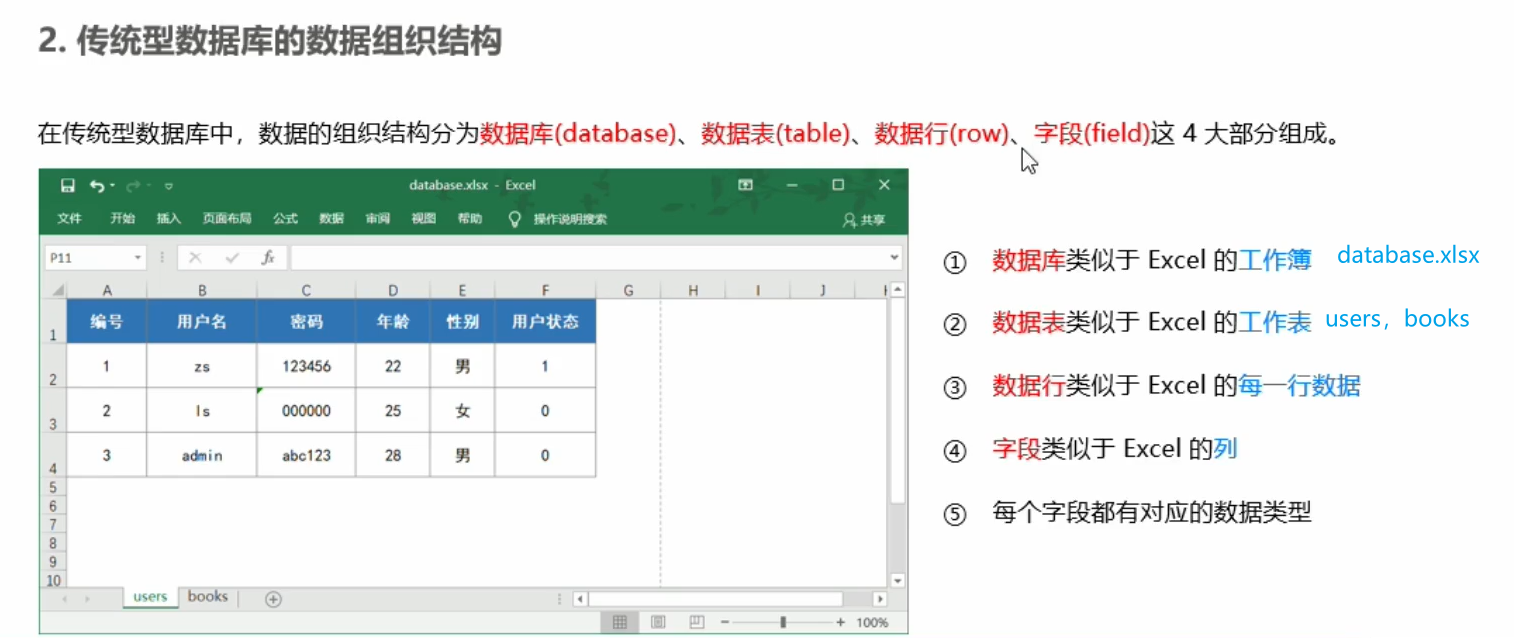 2. 传统型数据库的数据组织结构
在传统型数据库中，数据的组织结构分为数据库(database)、数据表(table)、数据行(row)、字段(field)这 4 大部分组成。
database.xlsx - Excel
文件 开始 插入 页面布局 公式 数据 审阅 视图 帮助 操作说明搜索 共享
P11 fx
A B C D E F G H I J
1 编号 用户名 密码 年龄 性别 用户状态
2 1 zs 123456 22 男 1
3 2 ls 000000 25 女 0
4 3 admin abc123 28 男 0
5
6
7
8
9
10
users books
100%
① 数据库类似于 Excel 的工作簿 database.xlsx
② 数据表类似于 Excel 的工作表 users，books
③ 数据行类似于 Excel 的每一行数据
④ 字段类似于 Excel 的列
⑤ 每个字段都有对应的数据类型